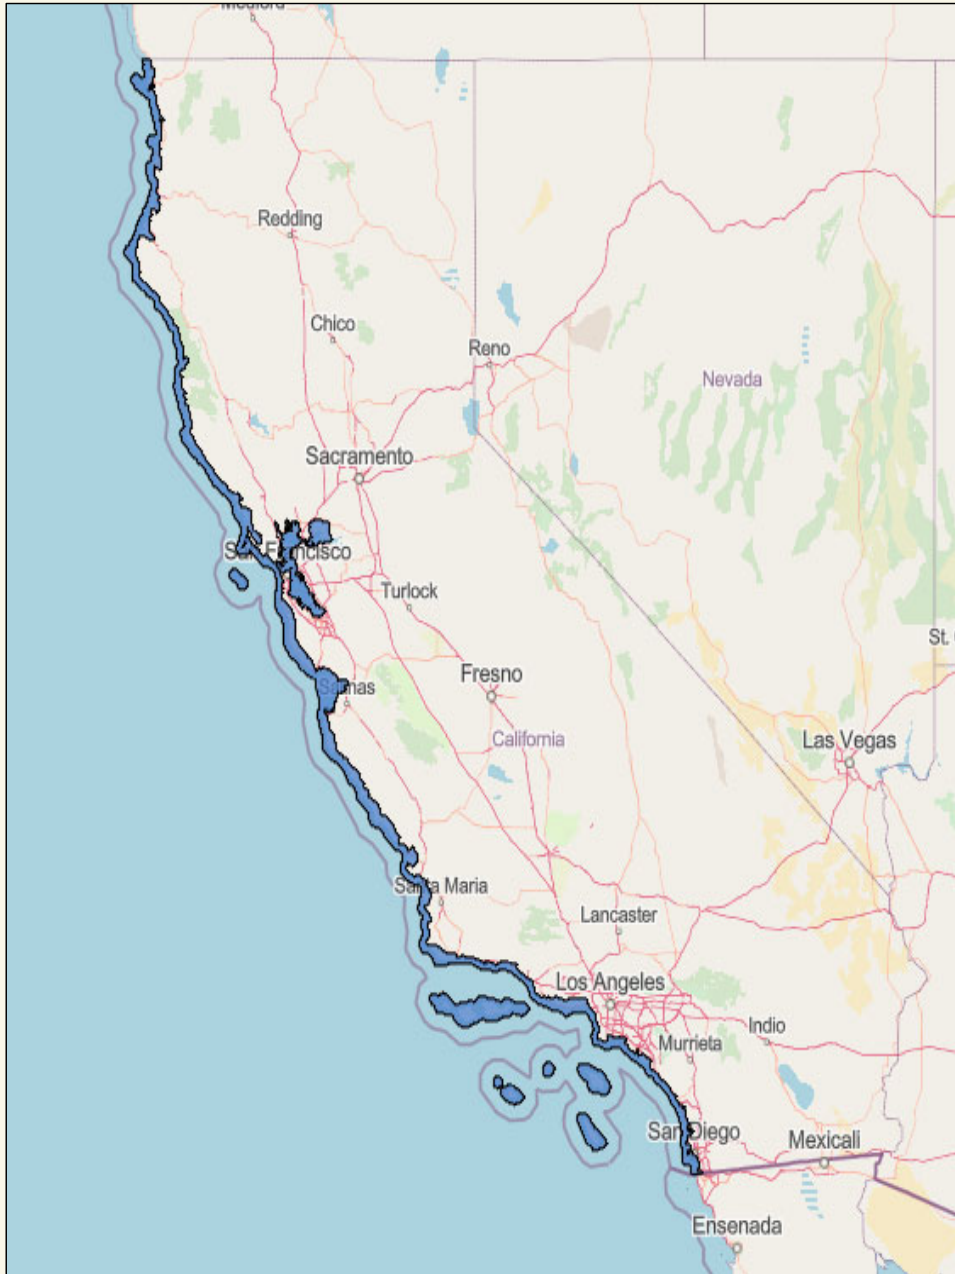 Medford
Redding
Chico
Reno
Nevada
Sacramento
San Francisco
Turlock
St.
Fresno
Salinas
California
Las Vegas
Santa Maria
Lancaster
Los Angeles
Indio
Murrieta
San Diego
Mexicali
Ensenada